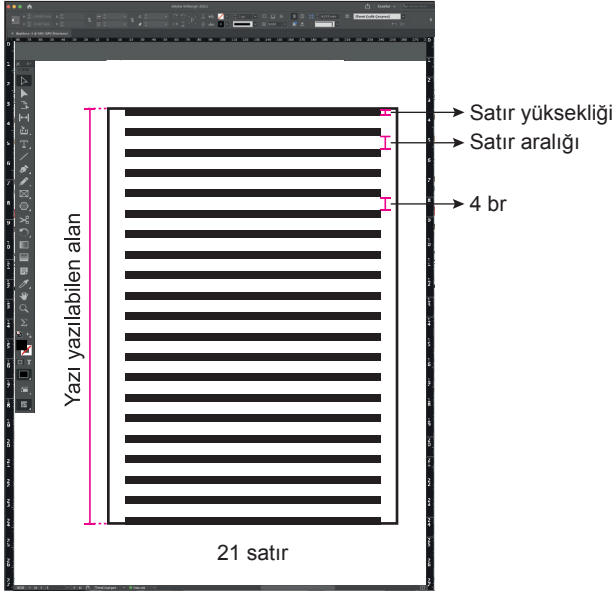 Satır yüksekliği
Satır aralığı
4 br
Yazı yazılabilen alan
21 satır